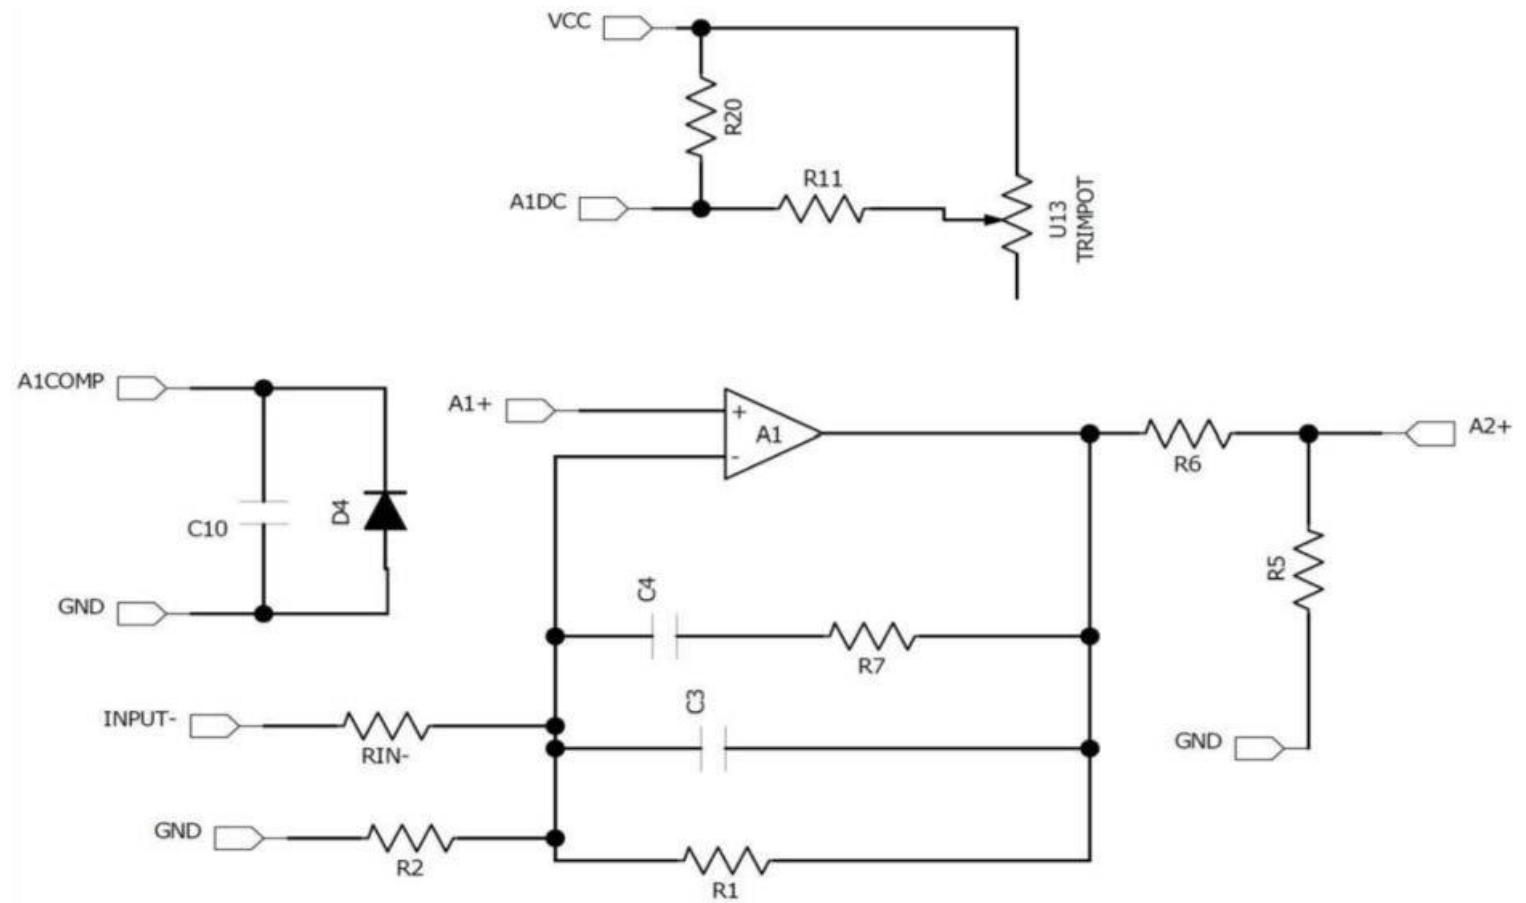 VCC
R20
R11
A1DC
U13
TRIMPOT
A1COMP
A1+
+
A1
-
A2+
R6
C10
D4
R5
C4
GND
R7
C3
INPUT-
RIN-
GND
GND
R2
R1